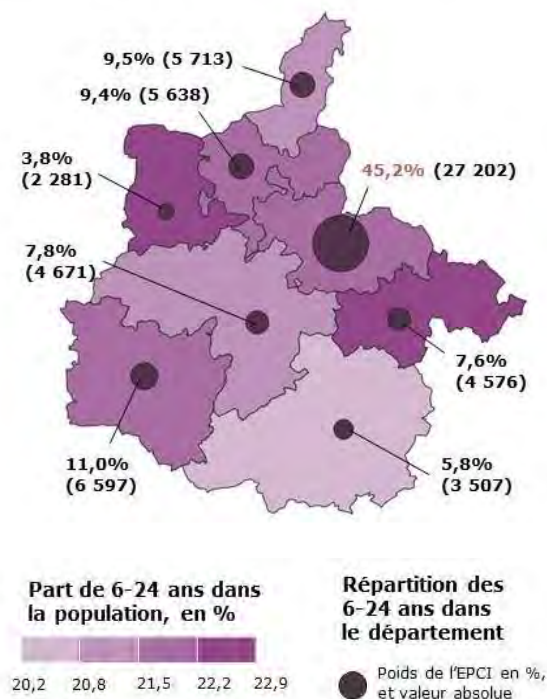 9,5% (5 713)
9,4% (5 638)
3,8%
(2 281)
45,2% (27 202)
7,8%
(4 671)
7,6%
(4 576)
11,0%
(6 597)
5,8%
(3 507)
Part de 6-24 ans dans
la population, en %
20,2 20,8 21,5 22,2 22,9
Répartition des
6-24 ans dans
le département
Poids de l'EPCI en %,
et valeur absolue